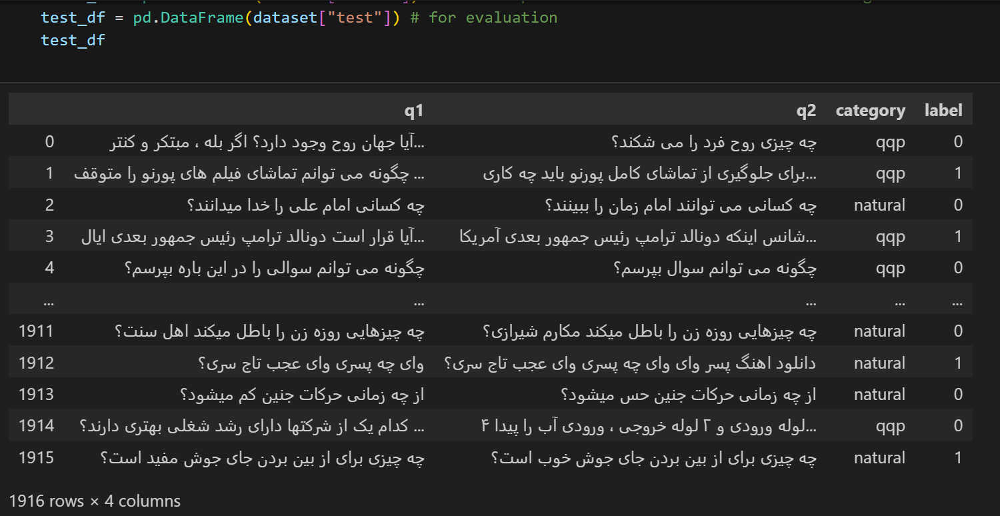 test_df = pd.DataFrame(dataset["test"]) # for evaluation
test_df
q1 q2 category label
0 آیا جهان روح وجود دارد؟ اگر بله ، مبتکر و کنتر... چه چیزی روح فرد را می شکند؟ qqp 0
1 چگونه می توانم تماشای فیلم های پورنو را متوقف ... برای جلوگیری از تماشای کامل پورنو باید چه کاری... qqp 1
2 چه کسانی امام علی را خدا میدانند؟ چه کسانی می توانند امام زمان را ببینند؟ natural 0
3 آیا قرار است دونالد ترامپ رئیس جمهور بعدی ایال... شانس اینکه دونالد ترامپ رئیس جمهور بعدی آمریکا... qqp 1
4 چگونه می توانم سوالی را در این باره بپرسم؟ چگونه می توانم سوال بپرسم؟ qqp 0
... ... ... ... ...
1911 چه چیزهایی روزه زن را باطل میکند اهل سنت؟ چه چیزهایی روزه زن را باطل میکند مکارم شیرازی؟ natural 0
1912 وای چه پسری وای عجب تاج سری؟ دانلود اهنگ پسر وای وای چه پسری وای عجب تاج سری؟ natural 1
1913 از چه زمانی حرکات جنین کم میشود؟ از چه زمانی حرکات جنین حس میشود؟ natural 0
1914 کدام یک از شرکتها دارای رشد شغلی بهتری دارند؟ ... ۴ لوله ورودی و ۲ لوله خروجی ، ورودی آب را پیدا... qqp 0
1915 چه چیزی برای از بین بردن جای جوش مفید است؟ چه چیزی برای از بین بردن جای جوش خوب است؟ natural 1
1916 rows × 4 columns